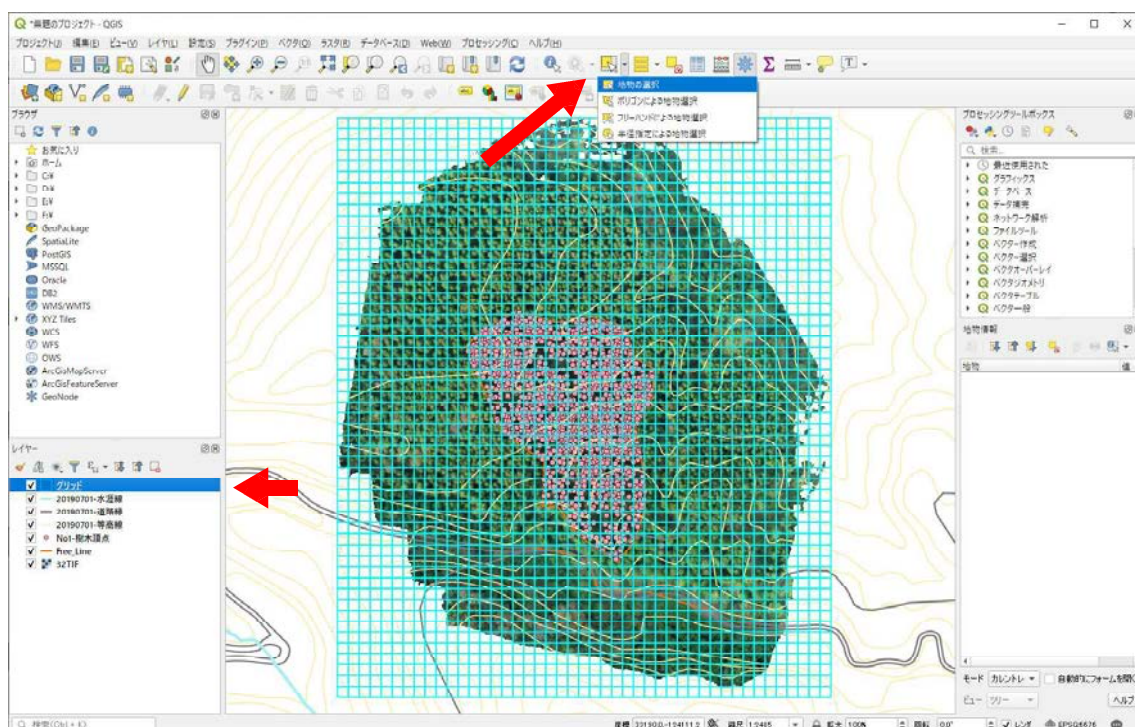 *無題のプロジェクト - QGIS
プロジェクト(J) 編集(E) ビュー(V) レイヤ(L) 設定(S) プラグイン(P) ベクタ(O) ラスタ(R) データベース(D) Web(W) プロセッシング(C) ヘルプ(H)
地物の選択
ポリゴンによる地物選択
フリーハンドによる地物選択
半径指定による地物選択
ブラウザ
お気に入り
ホーム
C:¥
D:¥
E:¥
F:¥
GeoPackage
SpatiaLite
PostGIS
MSSQL
Oracle
DB2
WMS/WMTS
XYZ Tiles
WCS
WFS
OWS
ArcGisMapServer
ArcGisFeatureServer
GeoNode
レイヤー
グリッド
20190701-水涯線
20190701-道路縁
20190701-等高線
No1-樹木頂点
Free_Line
32TIF
プロセッシングツールボックス
検索...
最近使用された
グラフィックス
データベース
データ補完
ネットワーク解析
ファイルツール
ベクター作成
ベクター選択
ベクタオーバーレイ
ベクタジオメトリ
ベクタテーブル
ベクター般
地物情報
地物 値
モード カレントレ 自動的にフォームを開く
ビュー ツリー ヘルプ
検索(Ctrl + K) 座標 縮尺 1:2485 拡大 100% 回転 0.0° レンダ EPSG:6676